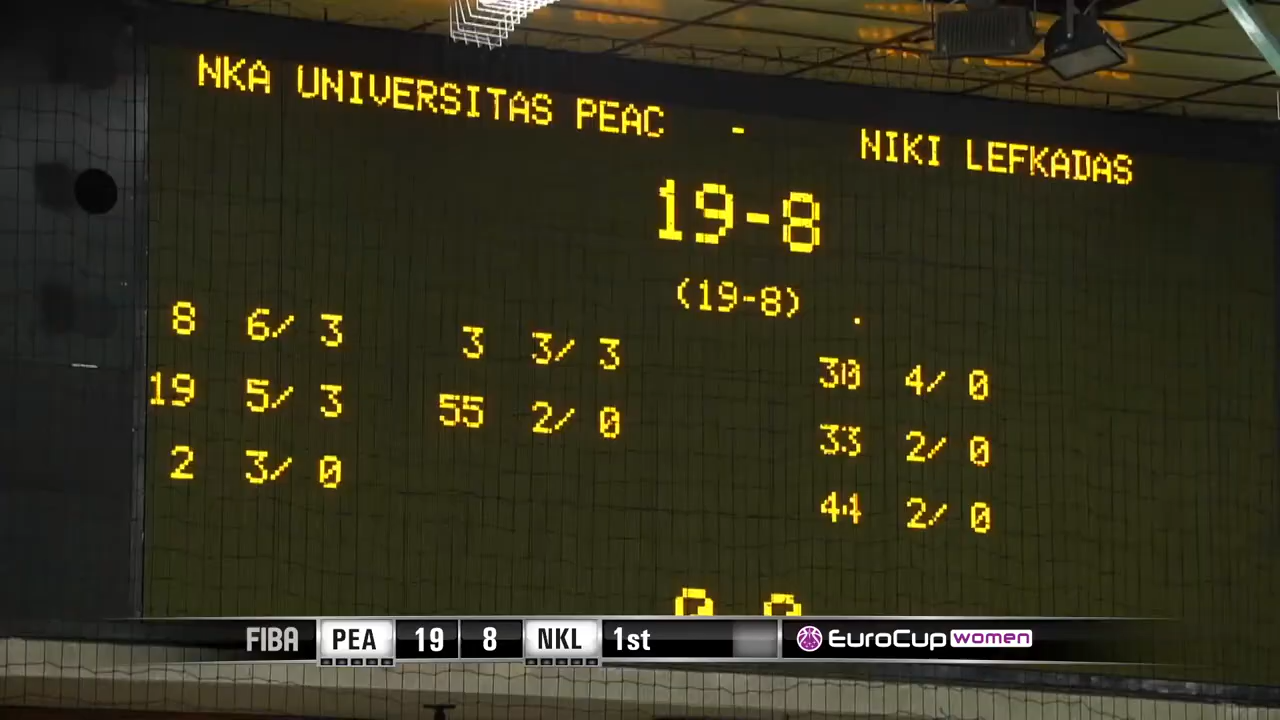 NKA UNIVERSITAS PEAC - NIKI LEFKADAS
19-8
(19-8) .
8 6/ 3 3 3/ 3 30 4/ 0
19 5/ 3 55 2/ 0 33 2/ 0
2 3/ 0 44 2/ 0
FIBA PEA 19 8 NKL 1st EUROCUP women